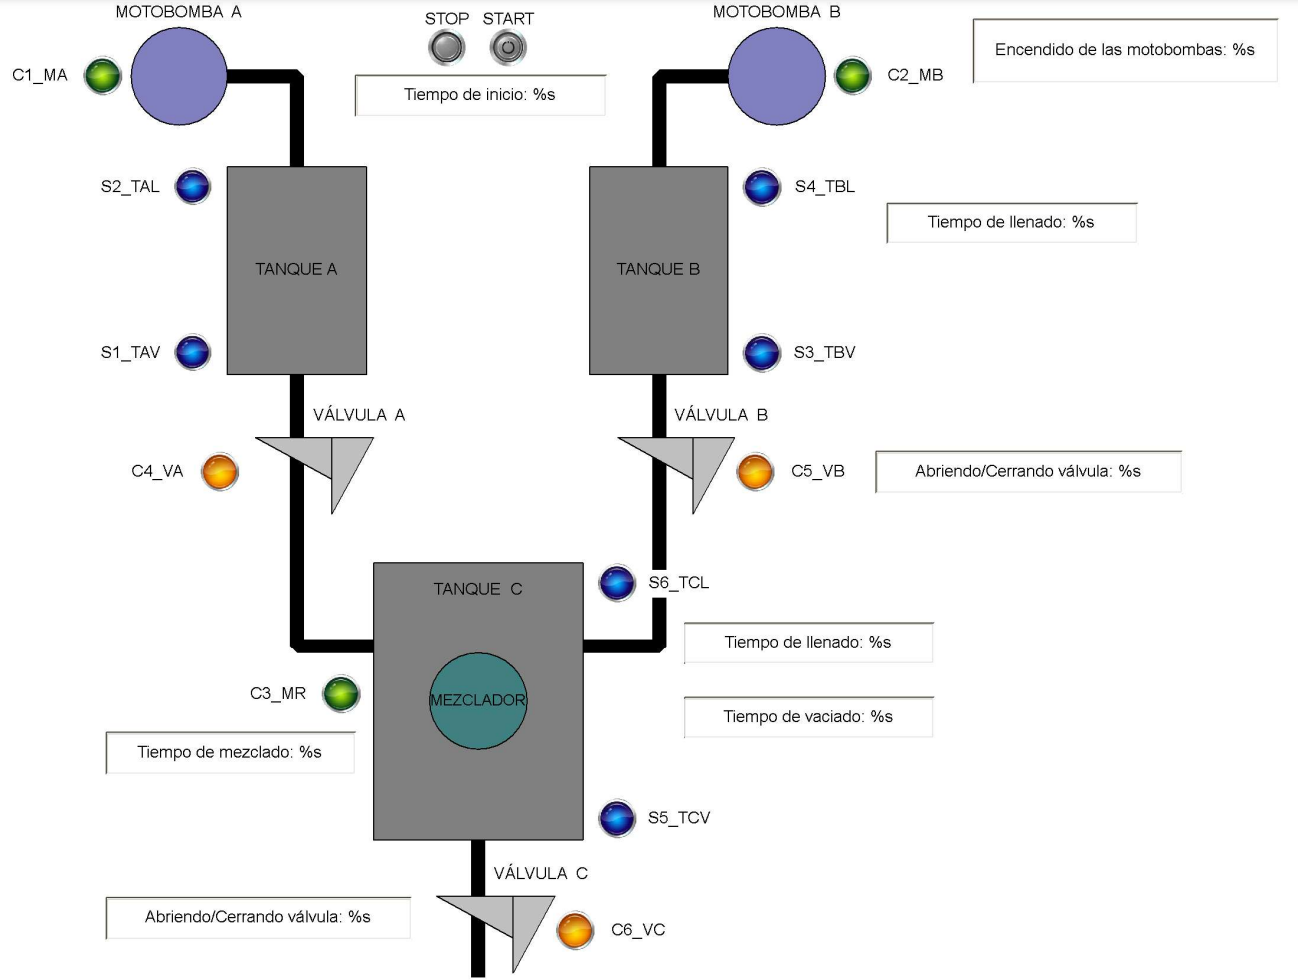 MOTOBOMBA A
STOP START
MOTOBOMBA B
Encendido de las motobombas: %s
C1_MA
C2_MB
Tiempo de inicio: %s
S2_TAL
S4_TBL
Tiempo de llenado: %s
TANQUE A
TANQUE B
S1_TAV
S3_TBV
VÁLVULA A
VÁLVULA B
C4_VA
C5_VB
Abriendo/Cerrando válvula: %s
TANQUE C
S6_TCL
Tiempo de llenado: %s
C3_MR
MEZCLADOR
Tiempo de vaciado: %s
Tiempo de mezclado: %s
S5_TCV
VÁLVULA C
Abriendo/Cerrando válvula: %s
C6_VC